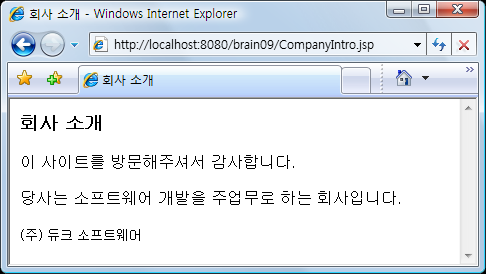 회사 소개 - Windows Internet Explorer
http://localhost:8080/brain09/CompanyIntro.jsp
회사 소개
회사 소개
이 사이트를 방문해주셔서 감사합니다.
당사는 소프트웨어 개발을 주업무로 하는 회사입니다.
(주) 듀크 소프트웨어